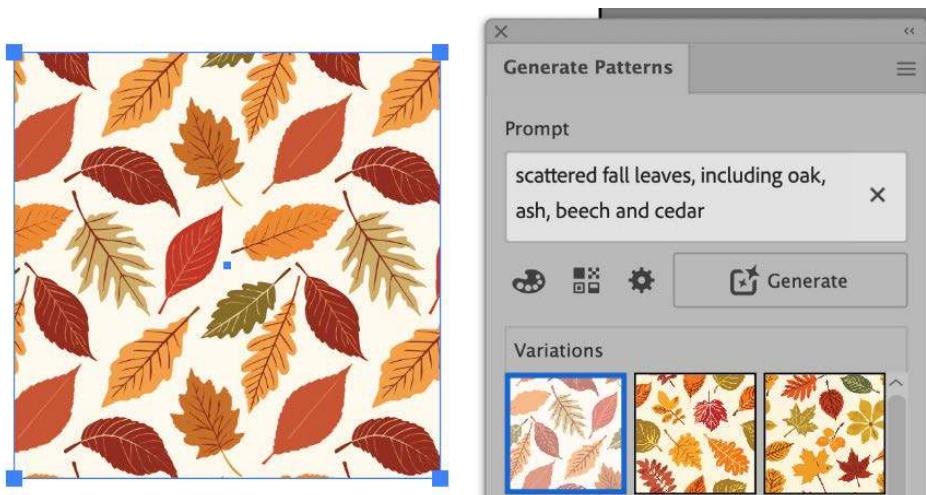 Generate Patterns
Prompt
scattered fall leaves, including oak,
ash, beech and cedar
Generate
Variations